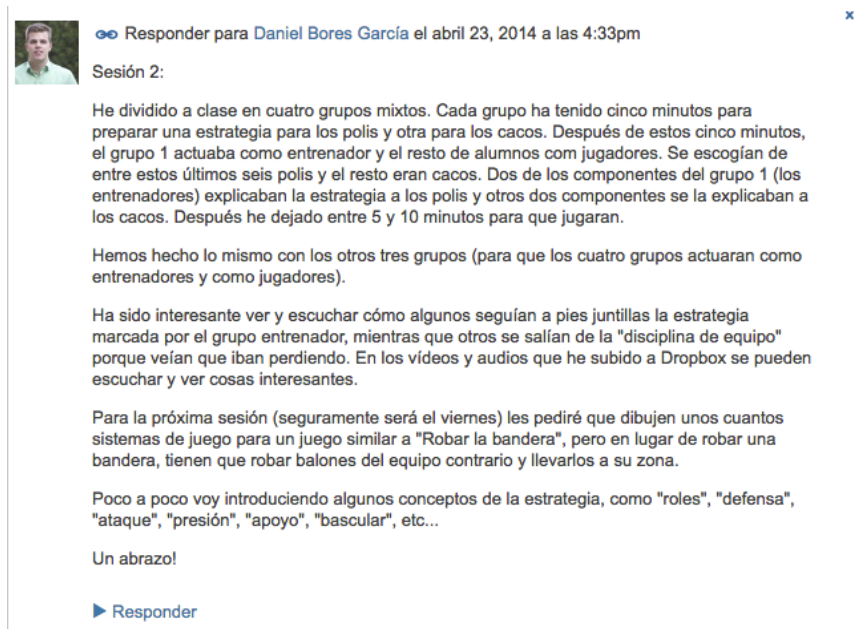 x
Responder para Daniel Bores García el abril 23, 2014 a las 4:33pm
Sesión 2:
He dividido a clase en cuatro grupos mixtos. Cada grupo ha tenido cinco minutos para
preparar una estrategia para los polis y otra para los cacos. Después de estos cinco minutos,
el grupo 1 actuaba como entrenador y el resto de alumnos com jugadores. Se escogían de
entre estos últimos seis polis y el resto eran cacos. Dos de los componentes del grupo 1 (los
entrenadores) explicaban la estrategia a los polis y otros dos componentes se la explicaban a
los cacos. Después he dejado entre 5 y 10 minutos para que jugaran.
Hemos hecho lo mismo con los otros tres grupos (para que los cuatro grupos actuaran como
entrenadores y como jugadores).
Ha sido interesante ver y escuchar cómo algunos seguían a pies juntillas la estrategia
marcada por el grupo entrenador, mientras que otros se salían de la "disciplina de equipo"
porque veían que iban perdiendo. En los vídeos y audios que he subido a Dropbox se pueden
escuchar y ver cosas interesantes.
Para la próxima sesión (seguramente será el viernes) les pediré que dibujen unos cuantos
sistemas de juego para un juego similar a "Robar la bandera", pero en lugar de robar una
bandera, tienen que robar balones del equipo contrario y llevarlos a su zona.
Poco a poco voy introduciendo algunos conceptos de la estrategia, como "roles", "defensa",
"ataque", "presión", "apoyo", "bascular", etc...
Un abrazo!
Responder